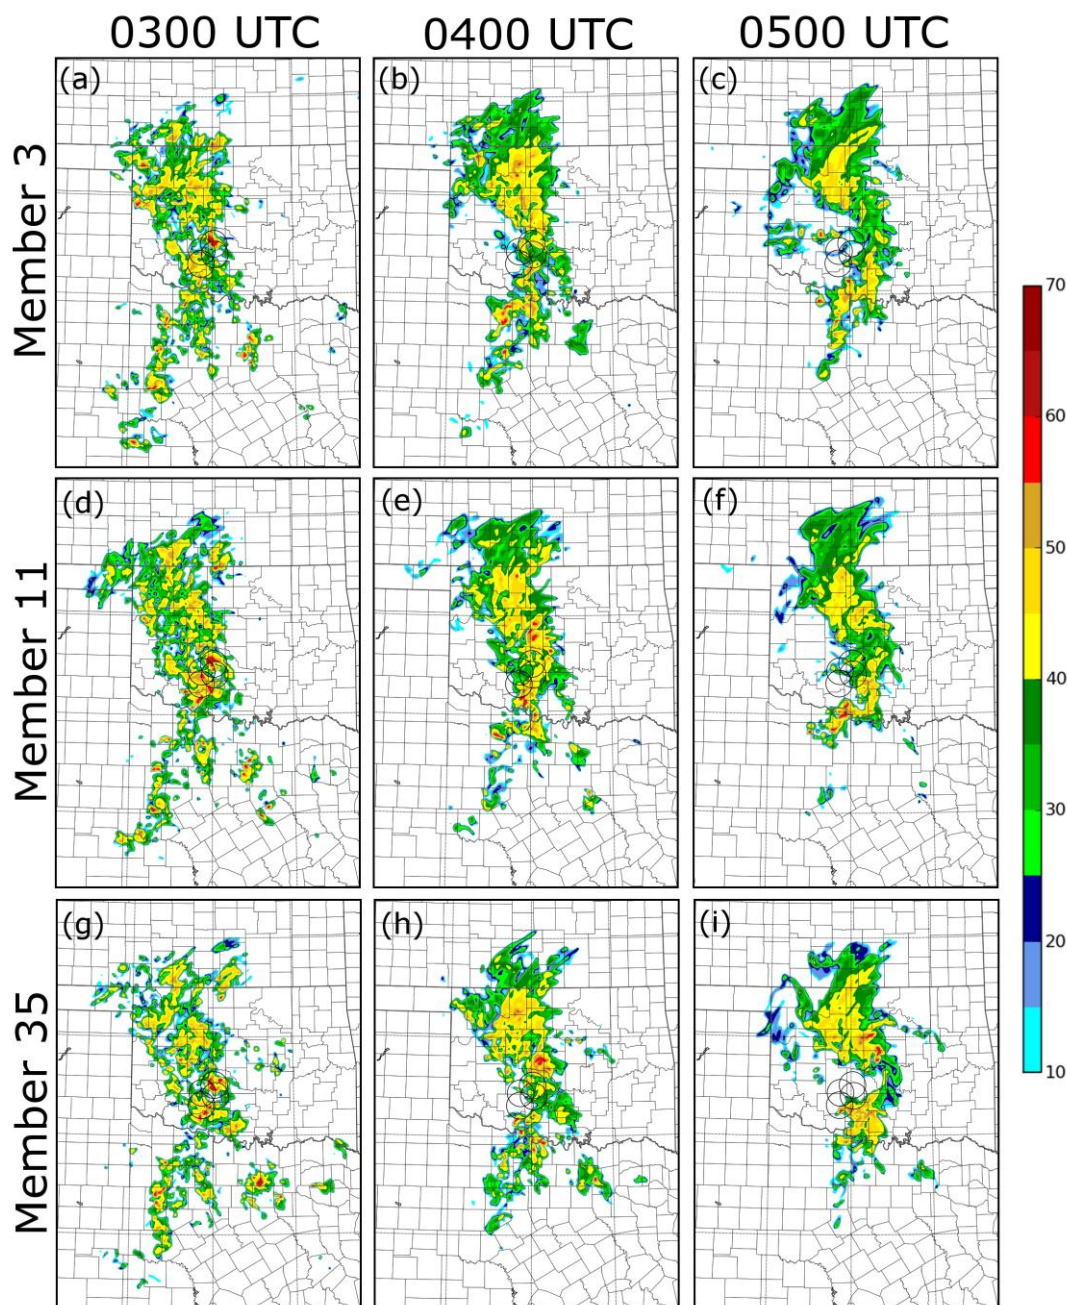 0300 UTC 0400 UTC 0500 UTC
(a) (b) (c)
Member 3
(d) (e) (f)
Member 11
(g) (h) (i)
Member 35
70
60
50
40
30
20
10